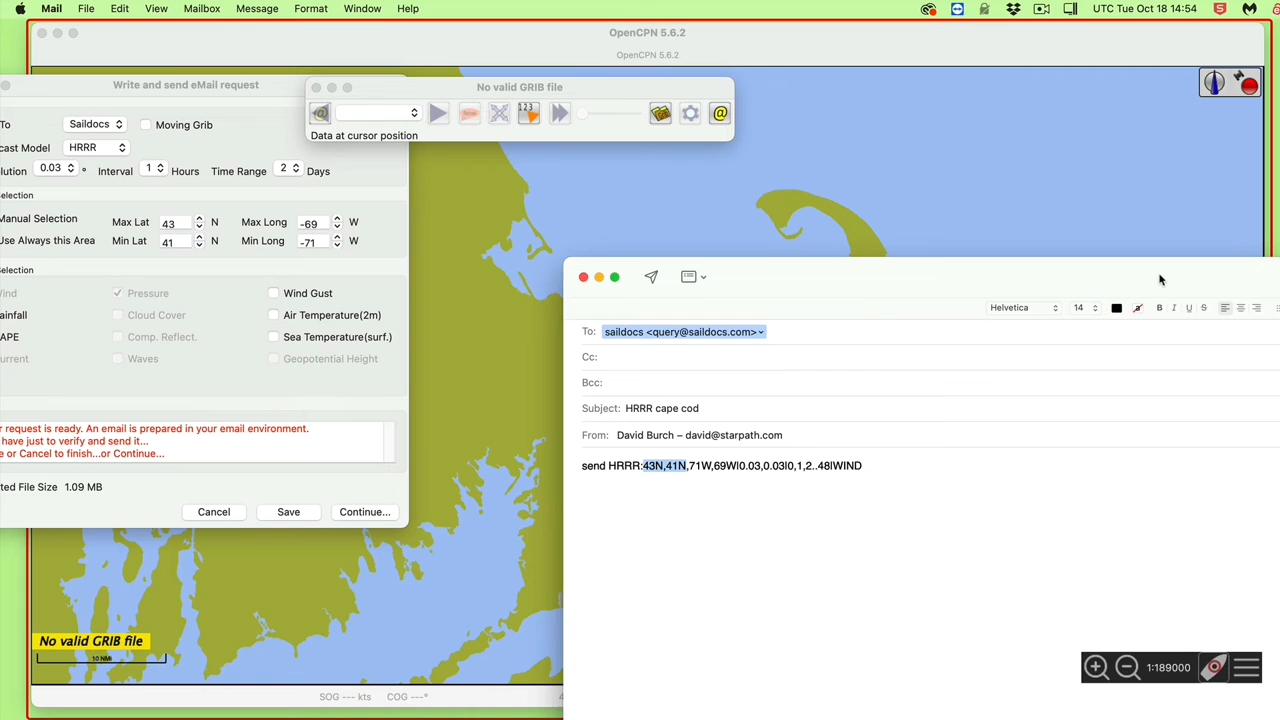 Mail File Edit View Mailbox Message Format Window Help UTC Tue Oct 18 14:54
OpenCPN 5.6.2
OpenCPN 5.6.2
Write and send eMail request
No valid GRIB file
Data at cursor position
To Saildocs Moving Grib
cast Model HRRR
lution 0.03 ° Interval 1 Hours Time Range 2 Days
Selection
Manual Selection Max Lat 43 N Max Long -69 W
Use Always this Area Min Lat 41 N Min Long -71 W
Selection
ind Pressure Wind Gust
ainfall Cloud Cover Air Temperature(2m)
APE Comp. Reflect. Sea Temperature(surf.)
urrent Waves Geopotential Height
r request is ready. An email is prepared in your email environment.
have just to verify and send it...
e or Cancel to finish...or Continue...
ted File Size 1.09 MB
Cancel Save Continue...
Helvetica 14 a B I U S
To: saildocs <query@saildocs.com>
Cc:
Bcc:
Subject: HRRR cape cod
From: David Burch – david@starpath.com
send HRRR:43N,41N,71W,69W|0.03,0.03|0,1,2..48|WIND
No valid GRIB file
10 NMi
1:189000
SOG --- kts COG ---°